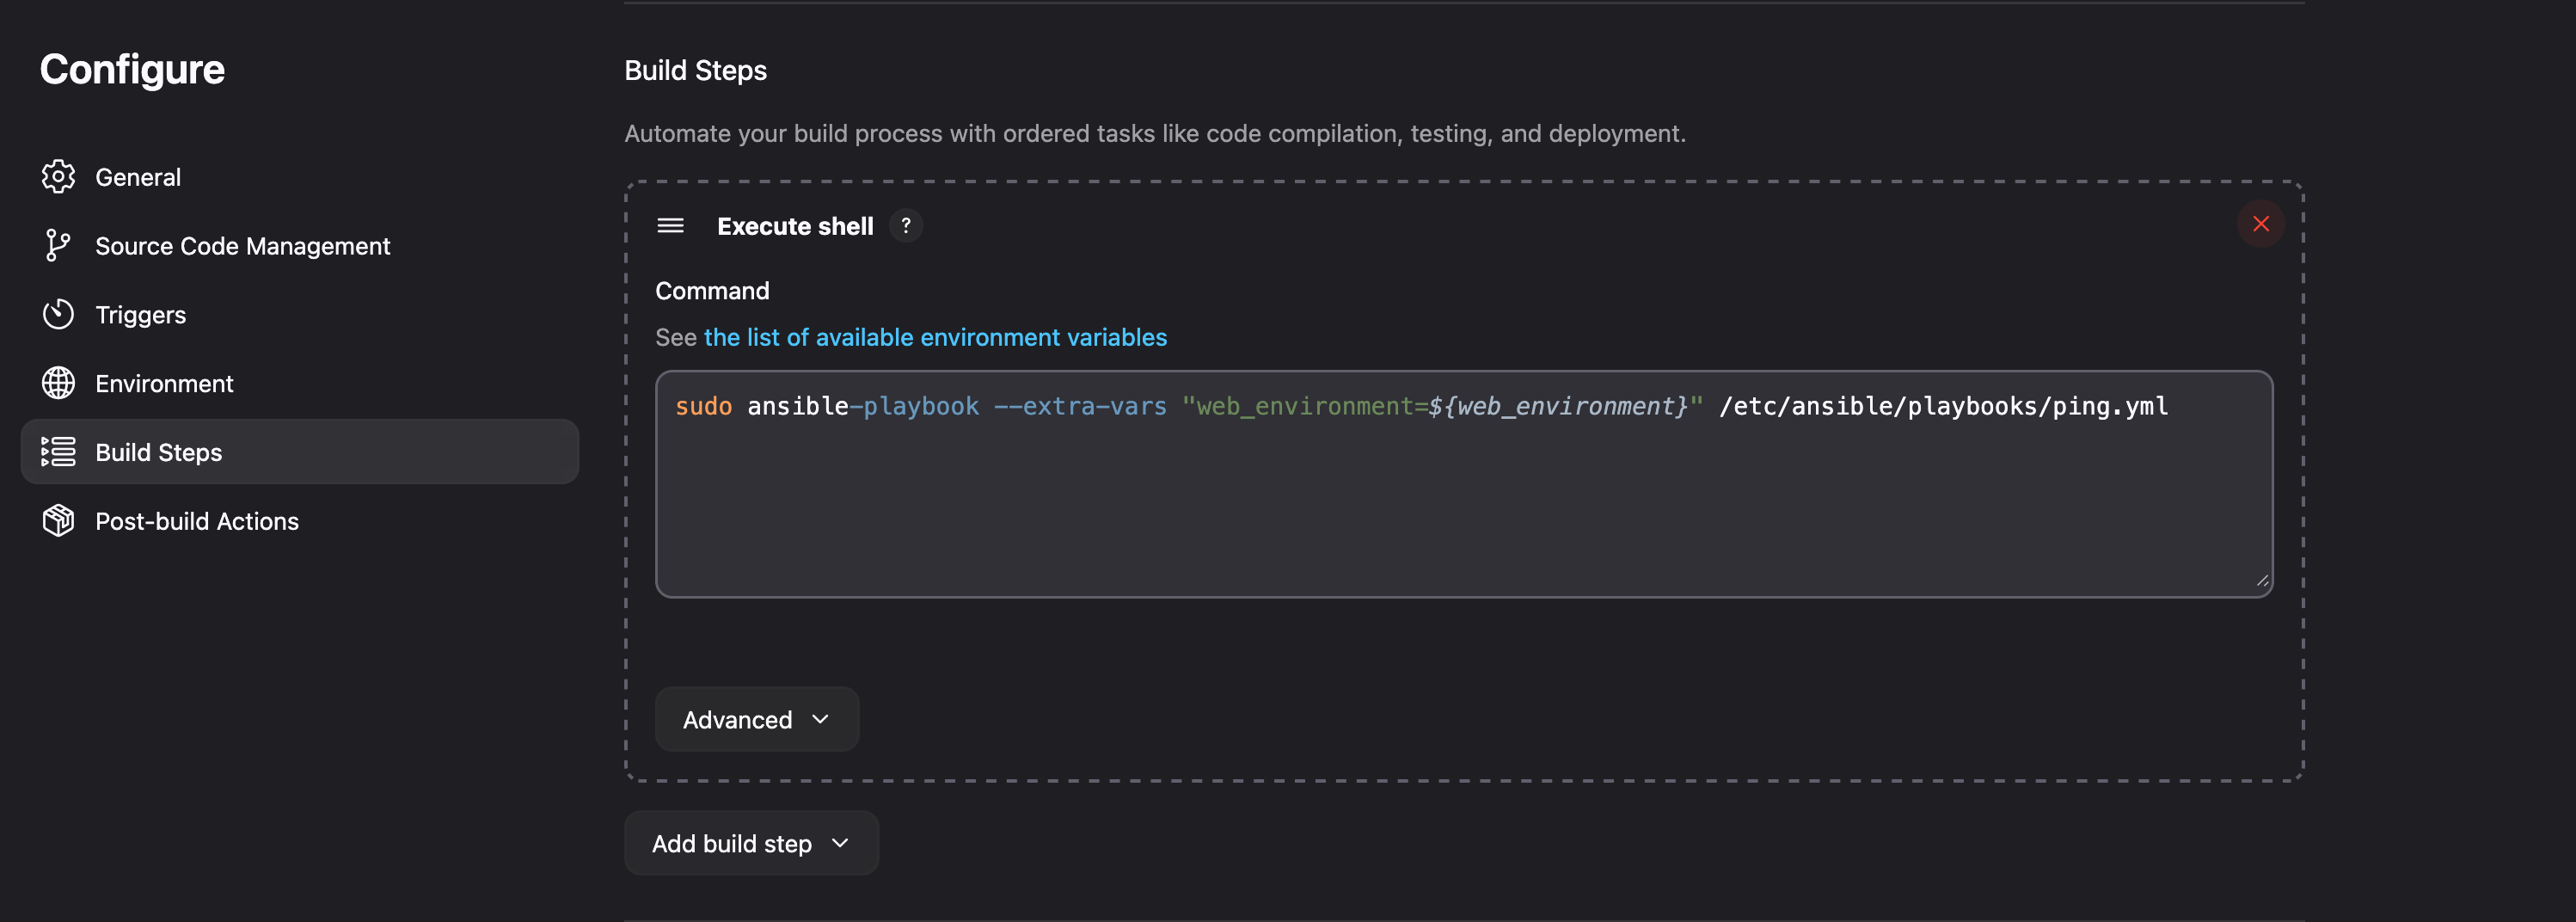 Configure
General
Source Code Management
Triggers
Environment
Build Steps
Post-build Actions
Build Steps
Automate your build process with ordered tasks like code compilation, testing, and deployment.
Execute shell ?
Command
See the list of available environment variables
sudo ansible-playbook --extra-vars "web_environment=${web_environment}" /etc/ansible/playbooks/ping.yml
Advanced
Add build step